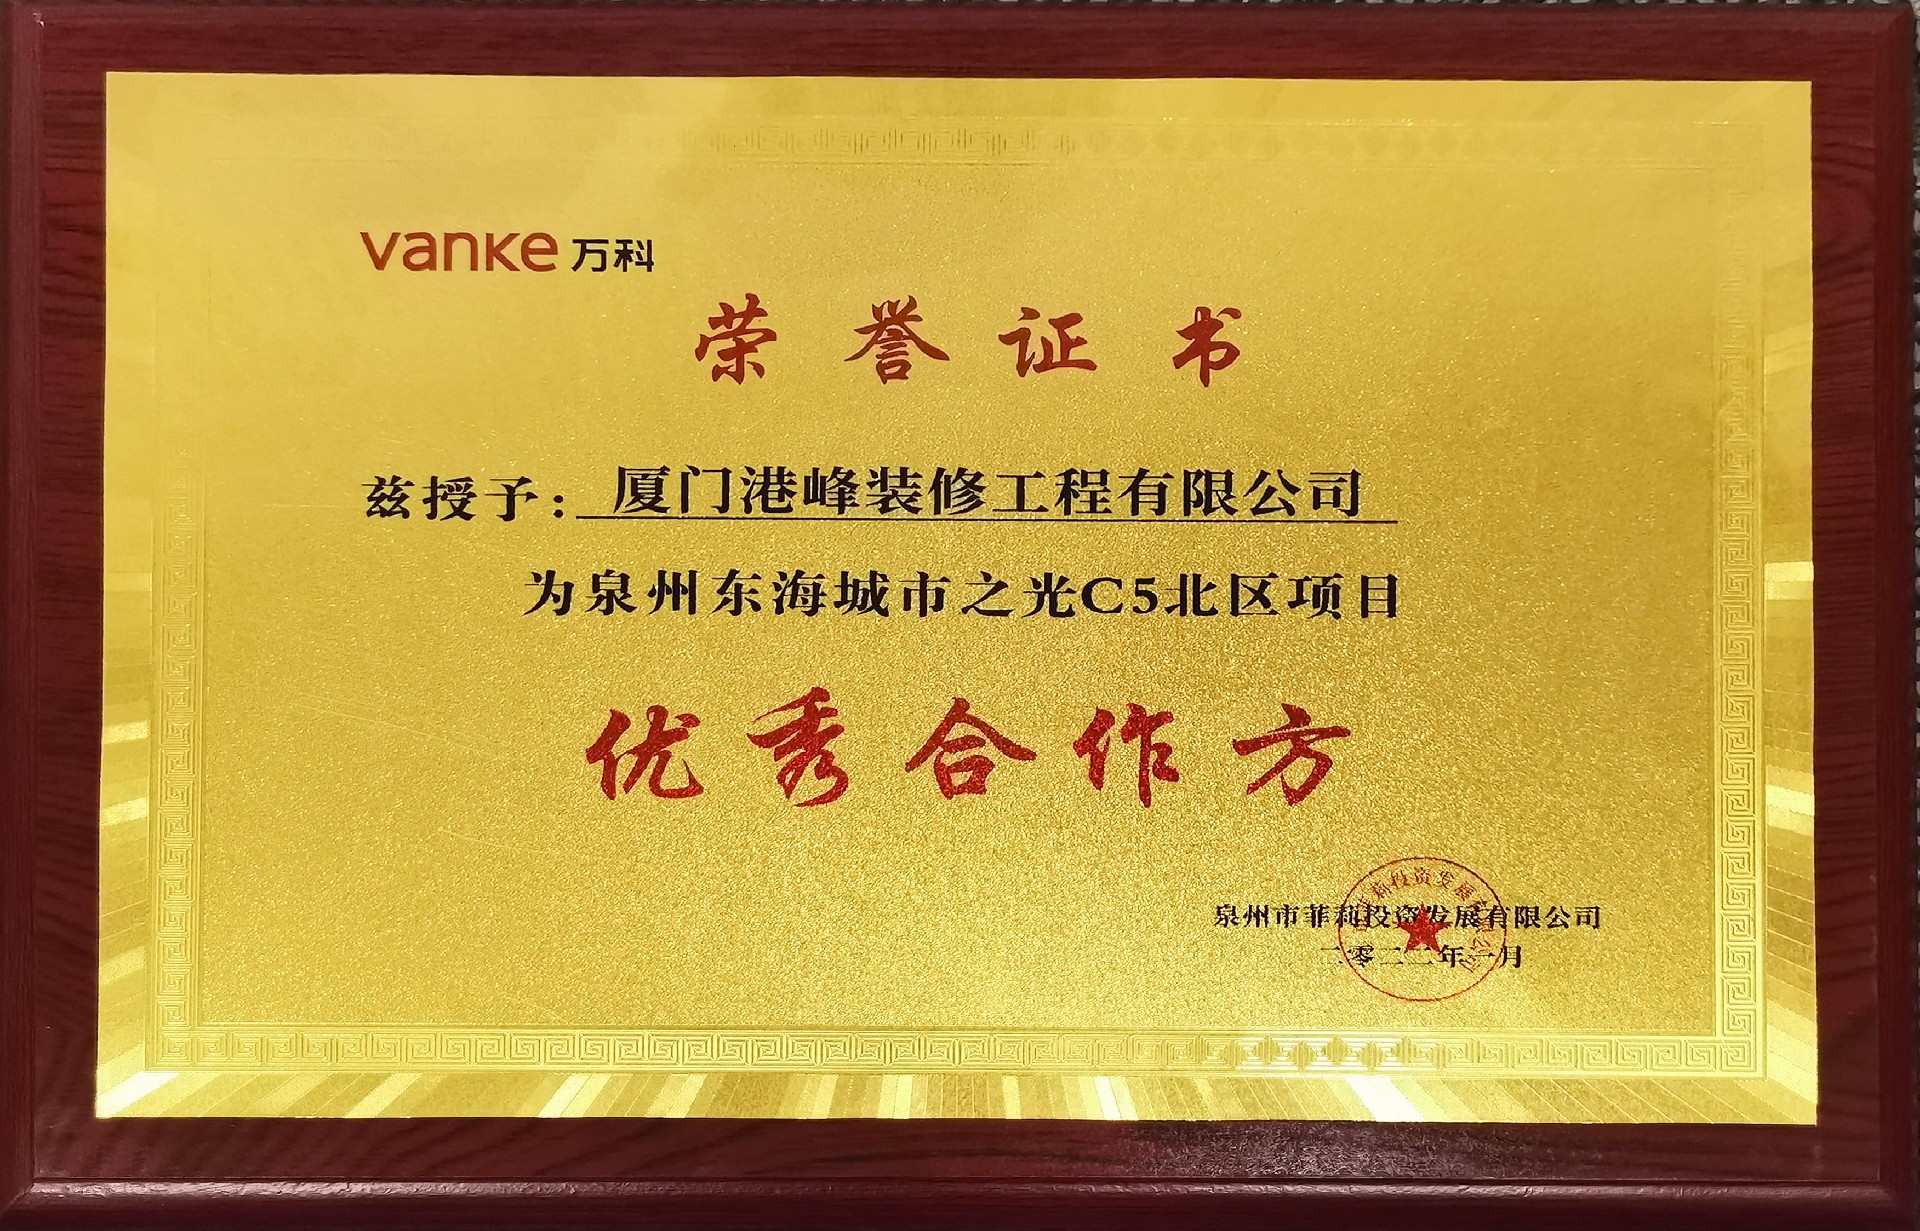 vanke 万科
荣誉证书
兹授予: 厦门港峰装修工程有限公司
为泉州东海城市之光C5北区项目
优秀合作方
泉州市菲莉投资发展有限公司
二零二二年一月